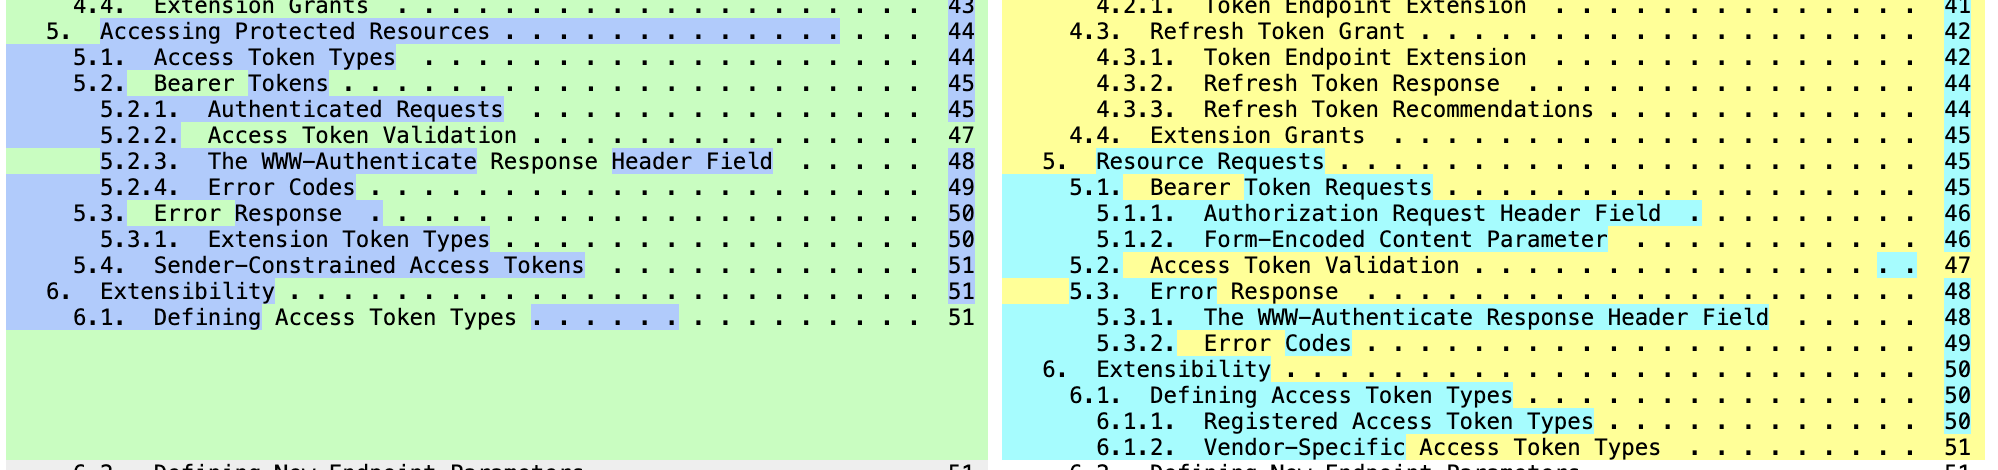 4.4.  Extension Grants  . . . . . . . . . . . . . . . . . . . .  43
5.  Accessing Protected Resources . . . . . . . . . . . . . . . .  44
5.1.  Access Token Types  . . . . . . . . . . . . . . . . . . .  44
5.2.  Bearer Tokens . . . . . . . . . . . . . . . . . . . . . .  45
5.2.1.  Authenticated Requests  . . . . . . . . . . . . . . .  45
5.2.2.  Access Token Validation . . . . . . . . . . . . . . .  47
5.2.3.  The WWW-Authenticate Response Header Field  . . . . .  48
5.2.4.  Error Codes . . . . . . . . . . . . . . . . . . . . .  49
5.3.  Error Response  . . . . . . . . . . . . . . . . . . . . .  50
5.3.1.  Extension Token Types . . . . . . . . . . . . . . . .  50
5.4.  Sender-Constrained Access Tokens  . . . . . . . . . . . .  51
6.  Extensibility . . . . . . . . . . . . . . . . . . . . . . . .  51
6.1.  Defining Access Token Types . . . . . . . . . . . . . . .  51
6.2.  Defining New Endpoint Parameters  . . . . . . . . . . . .  51
4.2.1.  Token Endpoint Extension  . . . . . . . . . . . . . .  41
4.3.  Refresh Token Grant . . . . . . . . . . . . . . . . . . .  42
4.3.1.  Token Endpoint Extension  . . . . . . . . . . . . . .  42
4.3.2.  Refresh Token Response  . . . . . . . . . . . . . . .  44
4.3.3.  Refresh Token Recommendations . . . . . . . . . . . .  44
4.4.  Extension Grants  . . . . . . . . . . . . . . . . . . . .  45
5.  Resource Requests . . . . . . . . . . . . . . . . . . . . . .  45
5.1.  Bearer Token Requests . . . . . . . . . . . . . . . . . .  45
5.1.1.  Authorization Request Header Field  . . . . . . . . .  46
5.1.2.  Form-Encoded Content Parameter  . . . . . . . . . . .  46
5.2.  Access Token Validation . . . . . . . . . . . . . . . . .  47
5.3.  Error Response  . . . . . . . . . . . . . . . . . . . . .  48
5.3.1.  The WWW-Authenticate Response Header Field  . . . . .  48
5.3.2.  Error Codes . . . . . . . . . . . . . . . . . . . . .  49
6.  Extensibility . . . . . . . . . . . . . . . . . . . . . . . .  50
6.1.  Defining Access Token Types . . . . . . . . . . . . . . .  50
6.1.1.  Registered Access Token Types . . . . . . . . . . . .  50
6.1.2.  Vendor-Specific Access Token Types  . . . . . . . . .  51
6.2.  Defining New Endpoint Parameters  . . . . . . . . . . . .  51